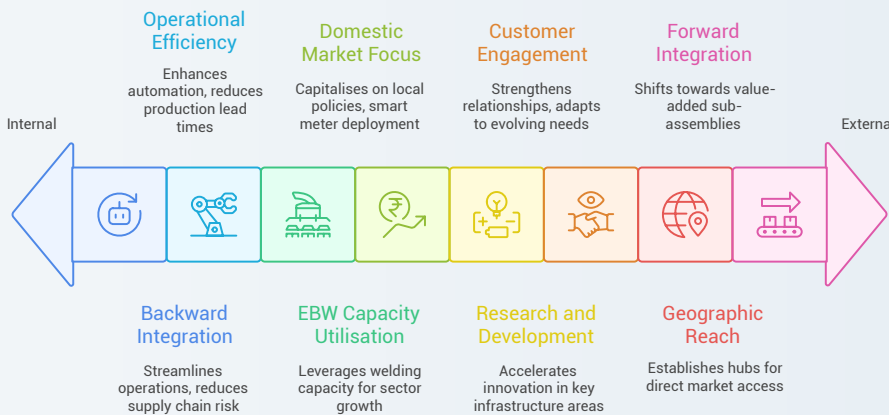 Operational
Efficiency
Enhances
automation, reduces
production lead
times
Domestic
Market Focus
Capitalises on local
policies, smart
meter deployment
Customer
Engagement
Strengthens
relationships, adapts
to evolving needs
Forward
Integration
Shifts towards value-
added sub-
assemblies
Internal
External
₹
Backward
Integration
Streamlines
operations, reduces
supply chain risk
EBW Capacity
Utilisation
Leverages welding
capacity for sector
growth
Research and
Development
Accelerates
innovation in key
infrastructure areas
Geographic
Reach
Establishes hubs for
direct market access